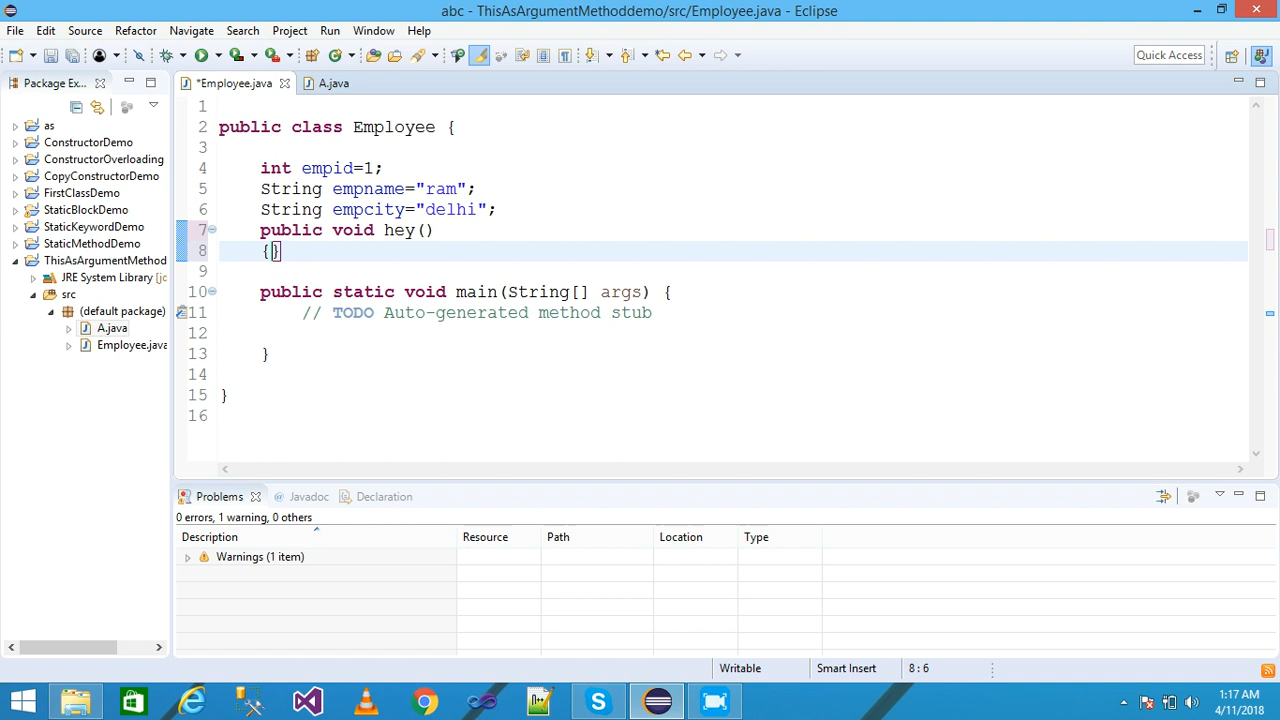 abc - ThisAsArgumentMethoddemo/src/Employee.java - Eclipse
File Edit Source Refactor Navigate Search Project Run Window Help
Quick Access
Package Ex...
*Employee.java
A.java
as
ConstructorDemo
ConstructorOverloading
CopyConstructorDemo
FirstClassDemo
StaticBlockDemo
StaticKeywordDemo
StaticMethodDemo
ThisAsArgumentMethod
JRE System Library [jd
src
(default package)
A.java
Employee.java
1
2 public class Employee {
3
4 int empid=1;
5 String empname="ram";
6 String empcity="delhi";
7 public void hey()
8 {}
9
10 public static void main(String[] args) {
11 // TODO Auto-generated method stub
12
13 }
14
15 }
16
Problems Javadoc Declaration
0 errors, 1 warning, 0 others
Description Resource Path Location Type
Warnings (1 item)
Writable Smart Insert 8 : 6
1:17 AM
4/11/2018